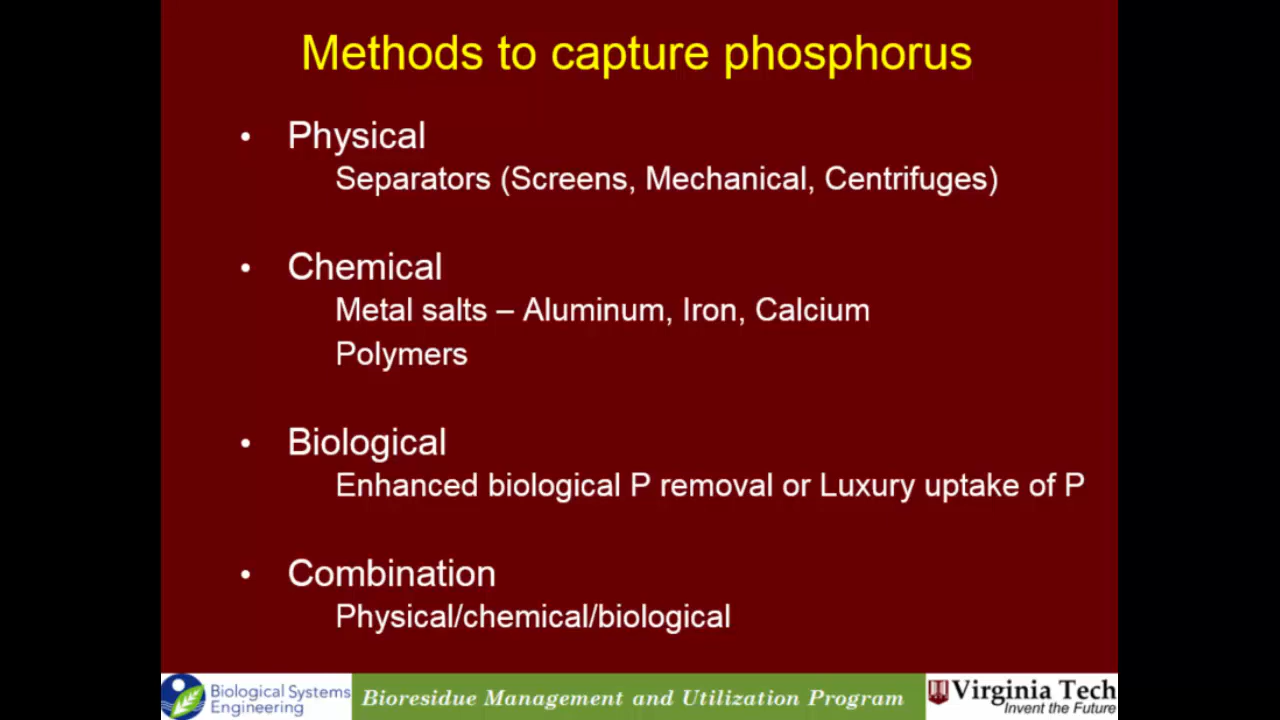 Methods to capture phosphorus
• Physical
Separators (Screens, Mechanical, Centrifuges)
• Chemical
Metal salts – Aluminum, Iron, Calcium
Polymers
• Biological
Enhanced biological P removal or Luxury uptake of P
• Combination
Physical/chemical/biological
Biological Systems
Engineering
Bioresidue Management and Utilization Program
Virginia Tech
Invent the Future